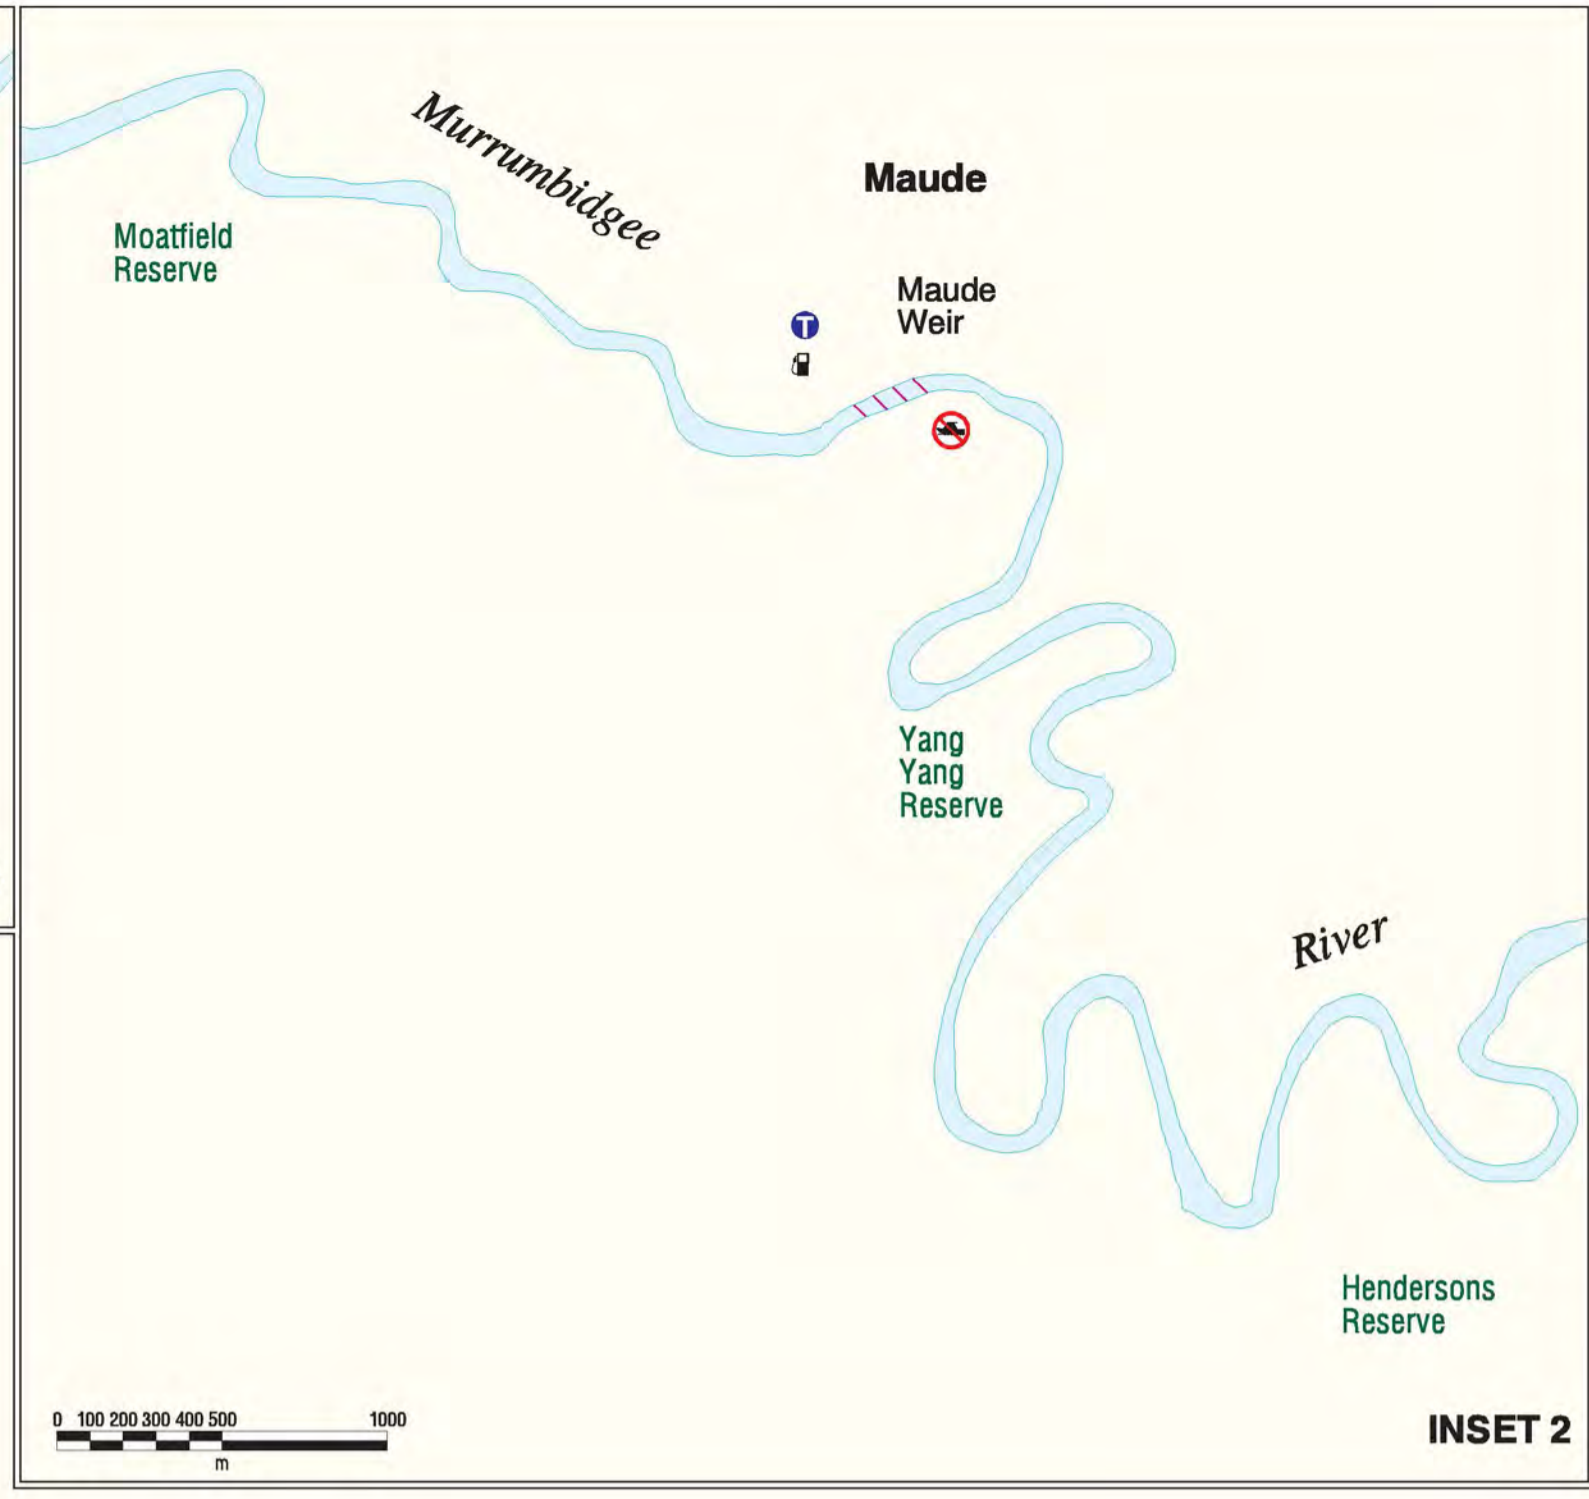 Murrumbidgee
Maude
Moatfield
Reserve
Maude
Weir
T
Yang
Yang
Reserve
River
Hendersons
Reserve
0 100 200 300 400 500 1000
m
INSET 2